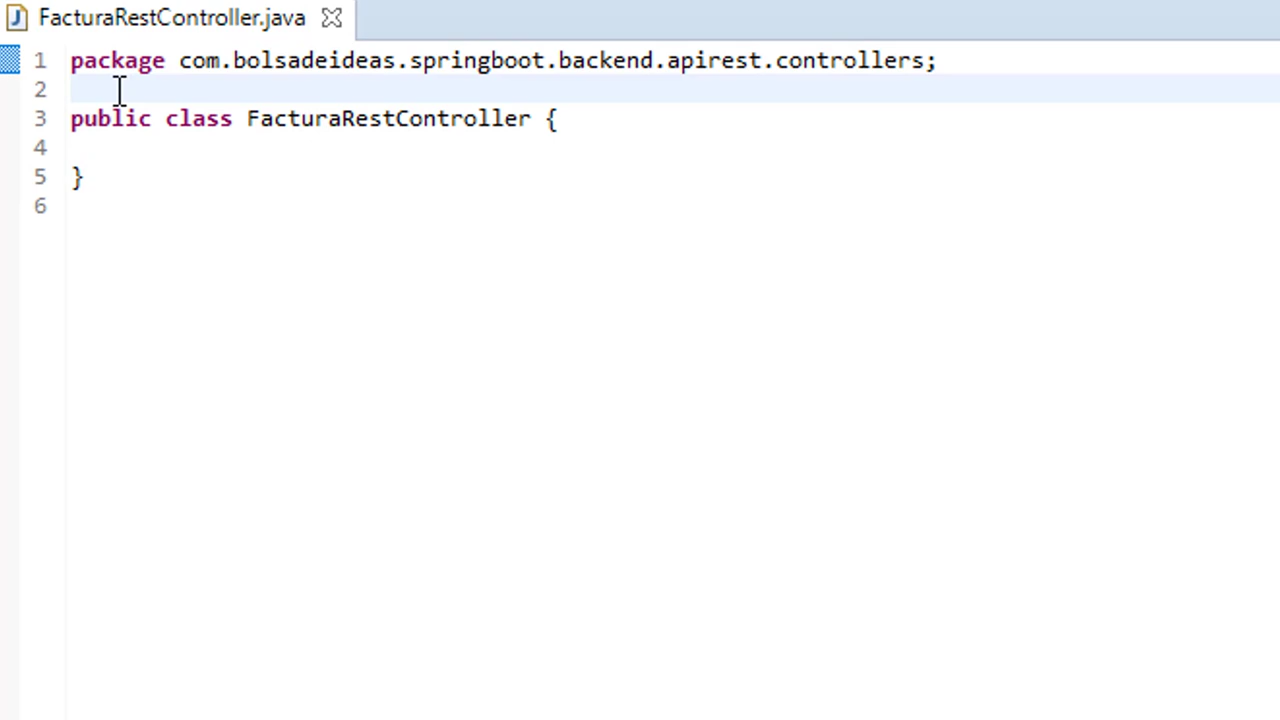 FacturaRestController.java
1 package com.bolsadeideas.springboot.backend.apirest.controllers;
2
3 public class FacturaRestController {
4
5 }
6